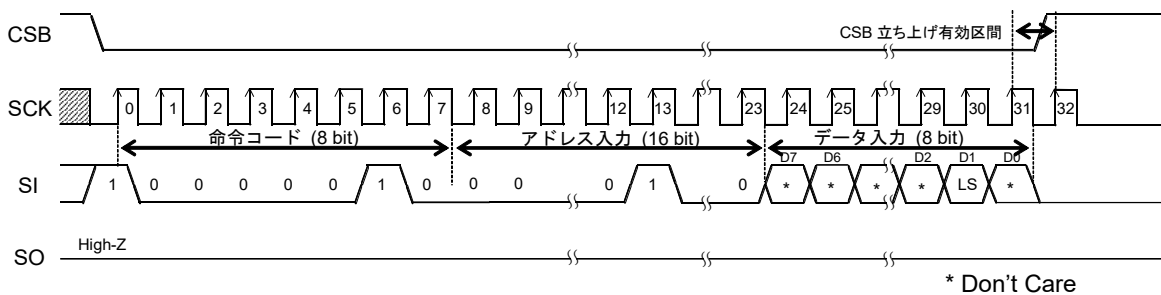 CSB
CSB 立ち上げ有効区間
SCK 0 1 2 3 4 5 6 7 8 9 12 13 23 24 25 29 30 31 32
命令コード (8 bit) アドレス入力 (16 bit) データ入力 (8 bit)
D7 D6 D2 D1 D0
SI 1 0 0 0 0 0 1 0 0 0 0 1 0 * * * * LS *
High-Z
SO
* Don't Care